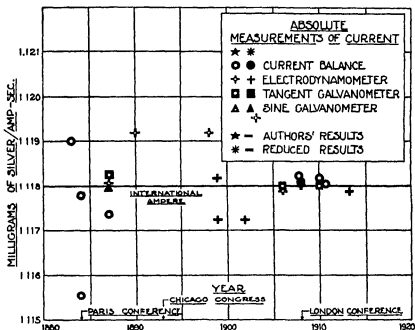 ABSOLUTE
MEASUREMENTS OF CURRENT
CURRENT BALANCE
ELECTRODYNAMOMETER
TANGENT GALVANOMETER
SINE GALVANOMETER
— AUTHORS' RESULTS
— REDUCED RESULTS
MILLIGRAMS OF SILVER/AMP-SEC.
1.121
1.120
1.119
1.118
1.117
1.116
1.115
INTERNATIONAL
AMPERE
YEAR
CHICAGO CONGRESS
PARIS CONFERENCE
LONDON CONFERENCE
1880
1890
1900
1910
1920